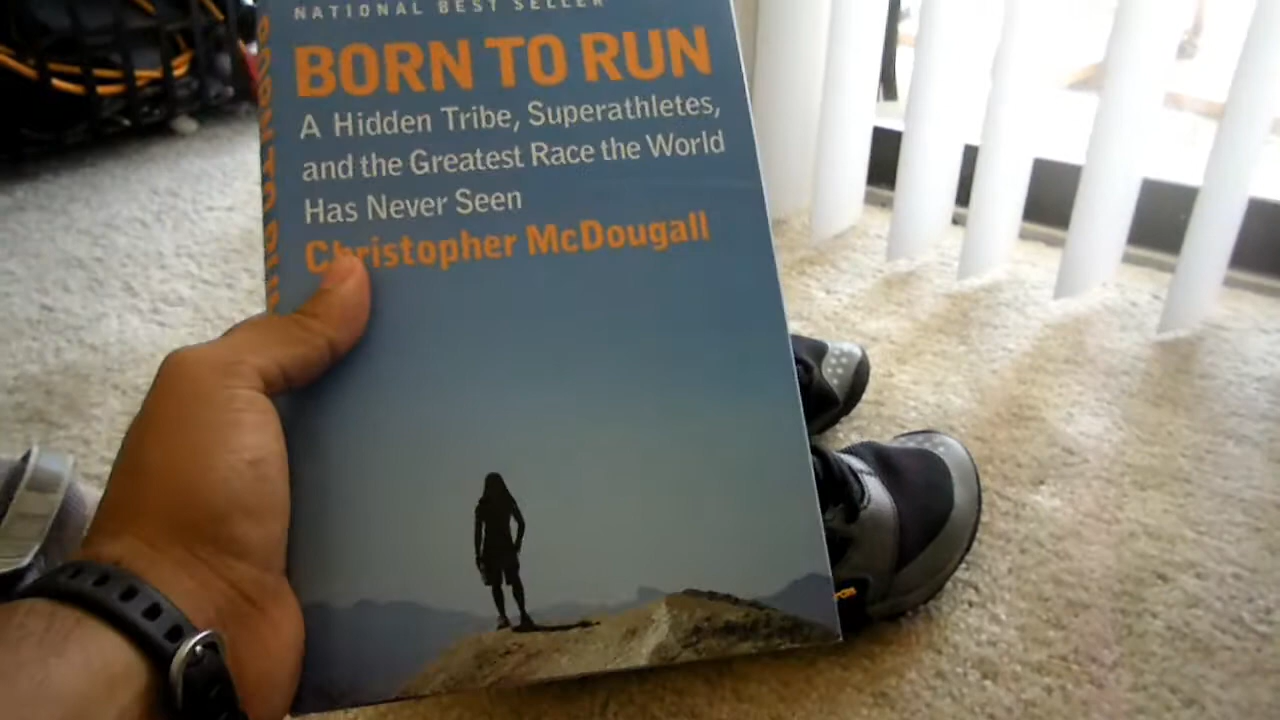 NATIONAL BEST SELLER
BORN TO RUN
A Hidden Tribe, Superathletes,
and the Greatest Race the World
Has Never Seen
Christopher McDougall